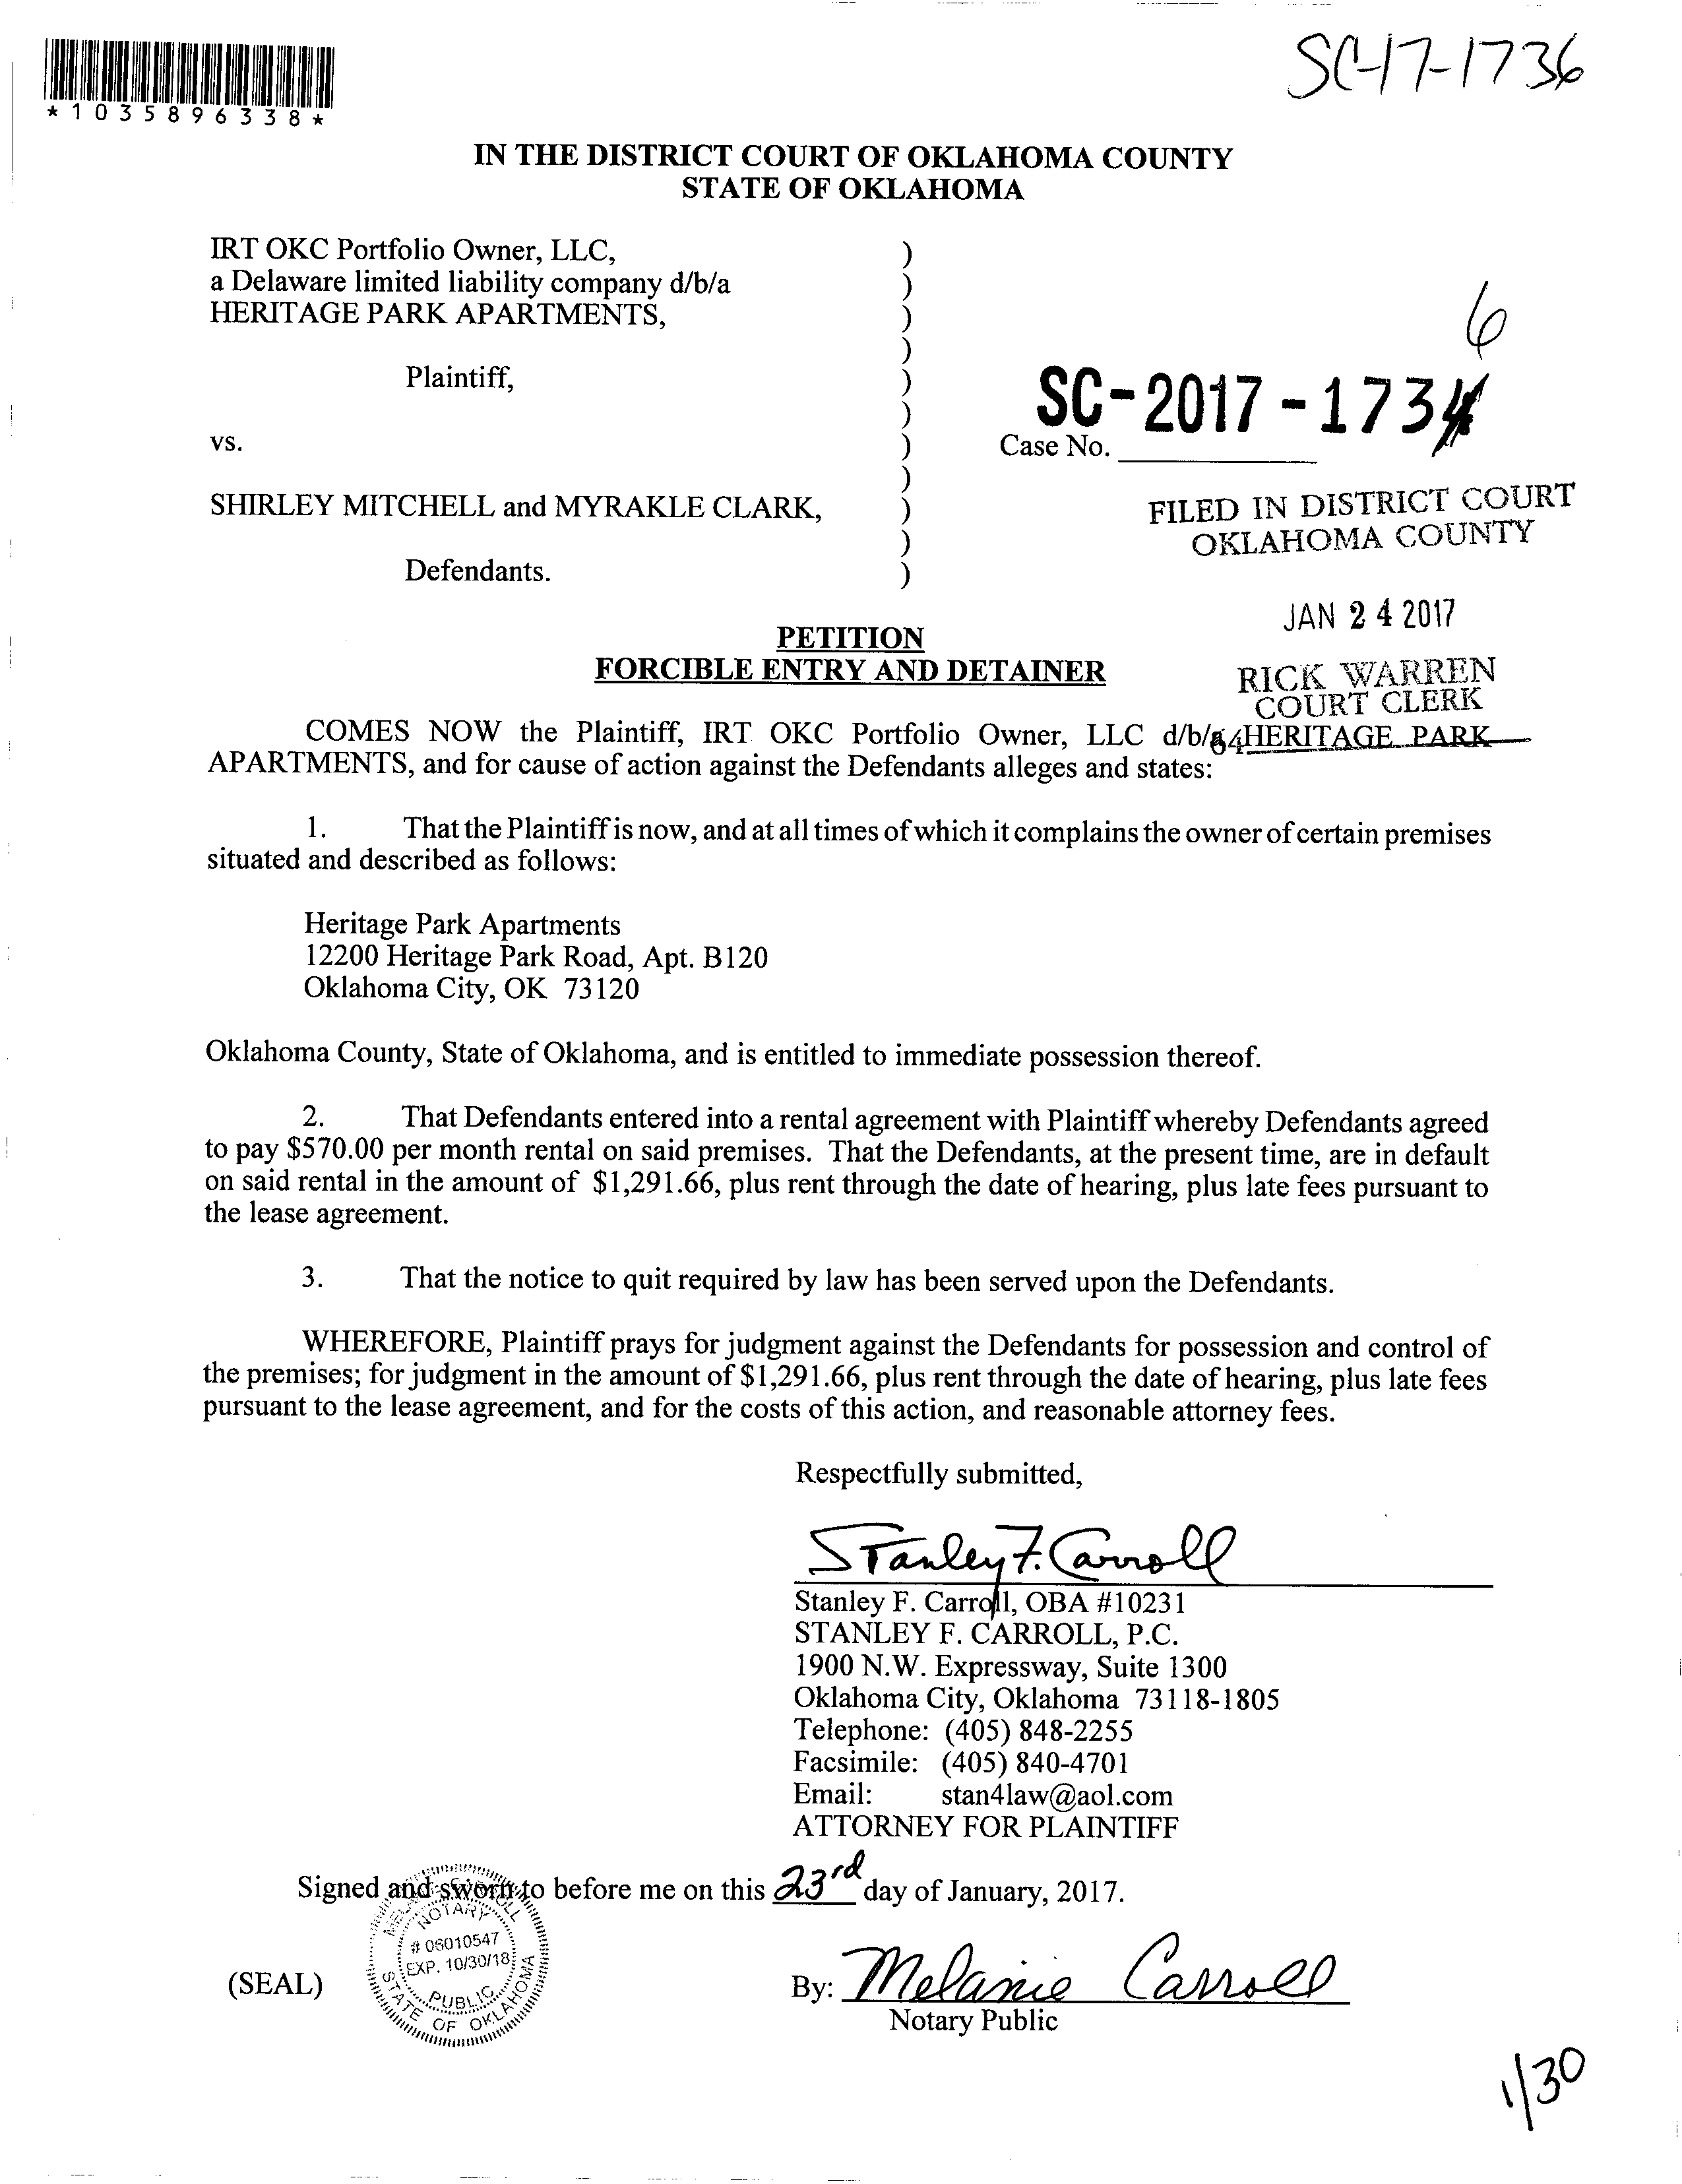 *1035896338*
SC-17-1736
IN THE DISTRICT COURT OF OKLAHOMA COUNTY
STATE OF OKLAHOMA
IRT OKC Portfolio Owner, LLC,
a Delaware limited liability company d/b/a
HERITAGE PARK APARTMENTS,
Plaintiff,
vs.
SHIRLEY MITCHELL and MYRAKLE CLARK,
Defendants.
)
)
)
)
)
)
)
)
)
)
)
6
SC-2017-1734
Case No.
FILED IN DISTRICT COURT
OKLAHOMA COUNTY
JAN 24 2017
RICK WARREN
COURT CLERK
64
PETITION
FORCIBLE ENTRY AND DETAINER
COMES NOW the Plaintiff, IRT OKC Portfolio Owner, LLC d/b/a HERITAGE PARK
APARTMENTS, and for cause of action against the Defendants alleges and states:
1. That the Plaintiff is now, and at all times of which it complains the owner of certain premises
situated and described as follows:
Heritage Park Apartments
12200 Heritage Park Road, Apt. B120
Oklahoma City, OK 73120
Oklahoma County, State of Oklahoma, and is entitled to immediate possession thereof.
2. That Defendants entered into a rental agreement with Plaintiff whereby Defendants agreed
to pay $570.00 per month rental on said premises. That the Defendants, at the present time, are in default
on said rental in the amount of $1,291.66, plus rent through the date of hearing, plus late fees pursuant to
the lease agreement.
3. That the notice to quit required by law has been served upon the Defendants.
WHEREFORE, Plaintiff prays for judgment against the Defendants for possession and control of
the premises; for judgment in the amount of $1,291.66, plus rent through the date of hearing, plus late fees
pursuant to the lease agreement, and for the costs of this action, and reasonable attorney fees.
Respectfully submitted,
Stanley F. Carroll
Stanley F. Carroll, OBA #10231
STANLEY F. CARROLL, P.C.
1900 N.W. Expressway, Suite 1300
Oklahoma City, Oklahoma 73118-1805
Telephone: (405) 848-2255
Facsimile: (405) 840-4701
Email: stan4law@aol.com
ATTORNEY FOR PLAINTIFF
Signed and sworn to before me on this 23rd day of January, 2017.
NOTARY
# 06010547
EXP. 10/30/18
PUBLIC
STATE OF OKLAHOMA
(SEAL)
By: Melanie Carroll
Notary Public
1/30